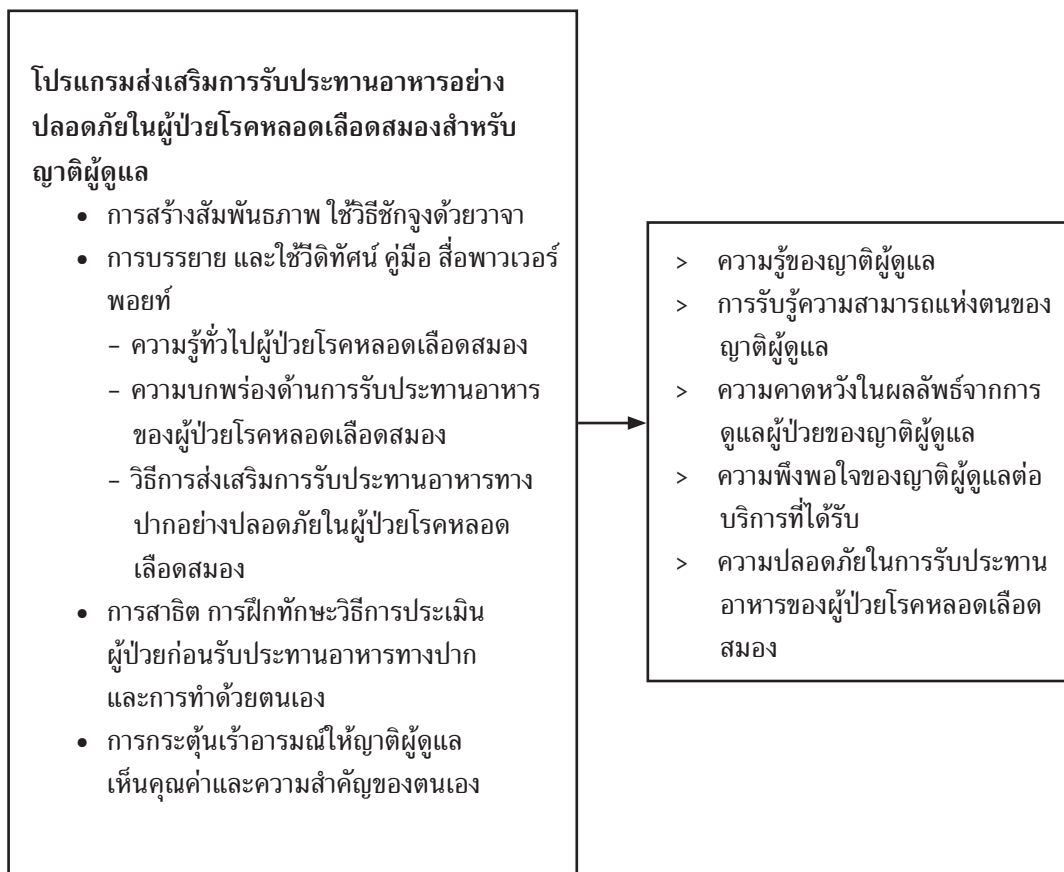 โปรแกรมส่งเสริมการรับประทานอาหารอย่าง
ปลอดภัยในผู้ป่วยโรคหลอดเลือดสมองสำหรับ
ญาติผู้ดูแล
• การสร้างสัมพันธภาพ ใช้วิธีชักจูงด้วยวาจา
• การบรรยาย และใช้วีดิทัศน์ คู่มือ สื่อพาวเวอร์
พอยท์
– ความรู้ทั่วไปผู้ป่วยโรคหลอดเลือดสมอง
– ความบกพร่องด้านการรับประทานอาหาร
ของผู้ป่วยโรคหลอดเลือดสมอง
– วิธีการส่งเสริมการรับประทานอาหารทาง
ปากอย่างปลอดภัยในผู้ป่วยโรคหลอด
เลือดสมอง
• การสาธิต การฝึกทักษะวิธีการประเมิน
ผู้ป่วยก่อนรับประทานอาหารทางปาก
และการทำด้วยตนเอง
• การกระตุ้นเร้าอารมณ์ให้ญาติผู้ดูแล
เห็นคุณค่าและความสำคัญของตนเอง
> ความรู้ของญาติผู้ดูแล
> การรับรู้ความสามารถแห่งตนของ
ญาติผู้ดูแล
> ความคาดหวังในผลลัพธ์จากการ
ดูแลผู้ป่วยของญาติผู้ดูแล
> ความพึงพอใจของญาติผู้ดูแลต่อ
บริการที่ได้รับ
> ความปลอดภัยในการรับประทาน
อาหารของผู้ป่วยโรคหลอดเลือด
สมอง